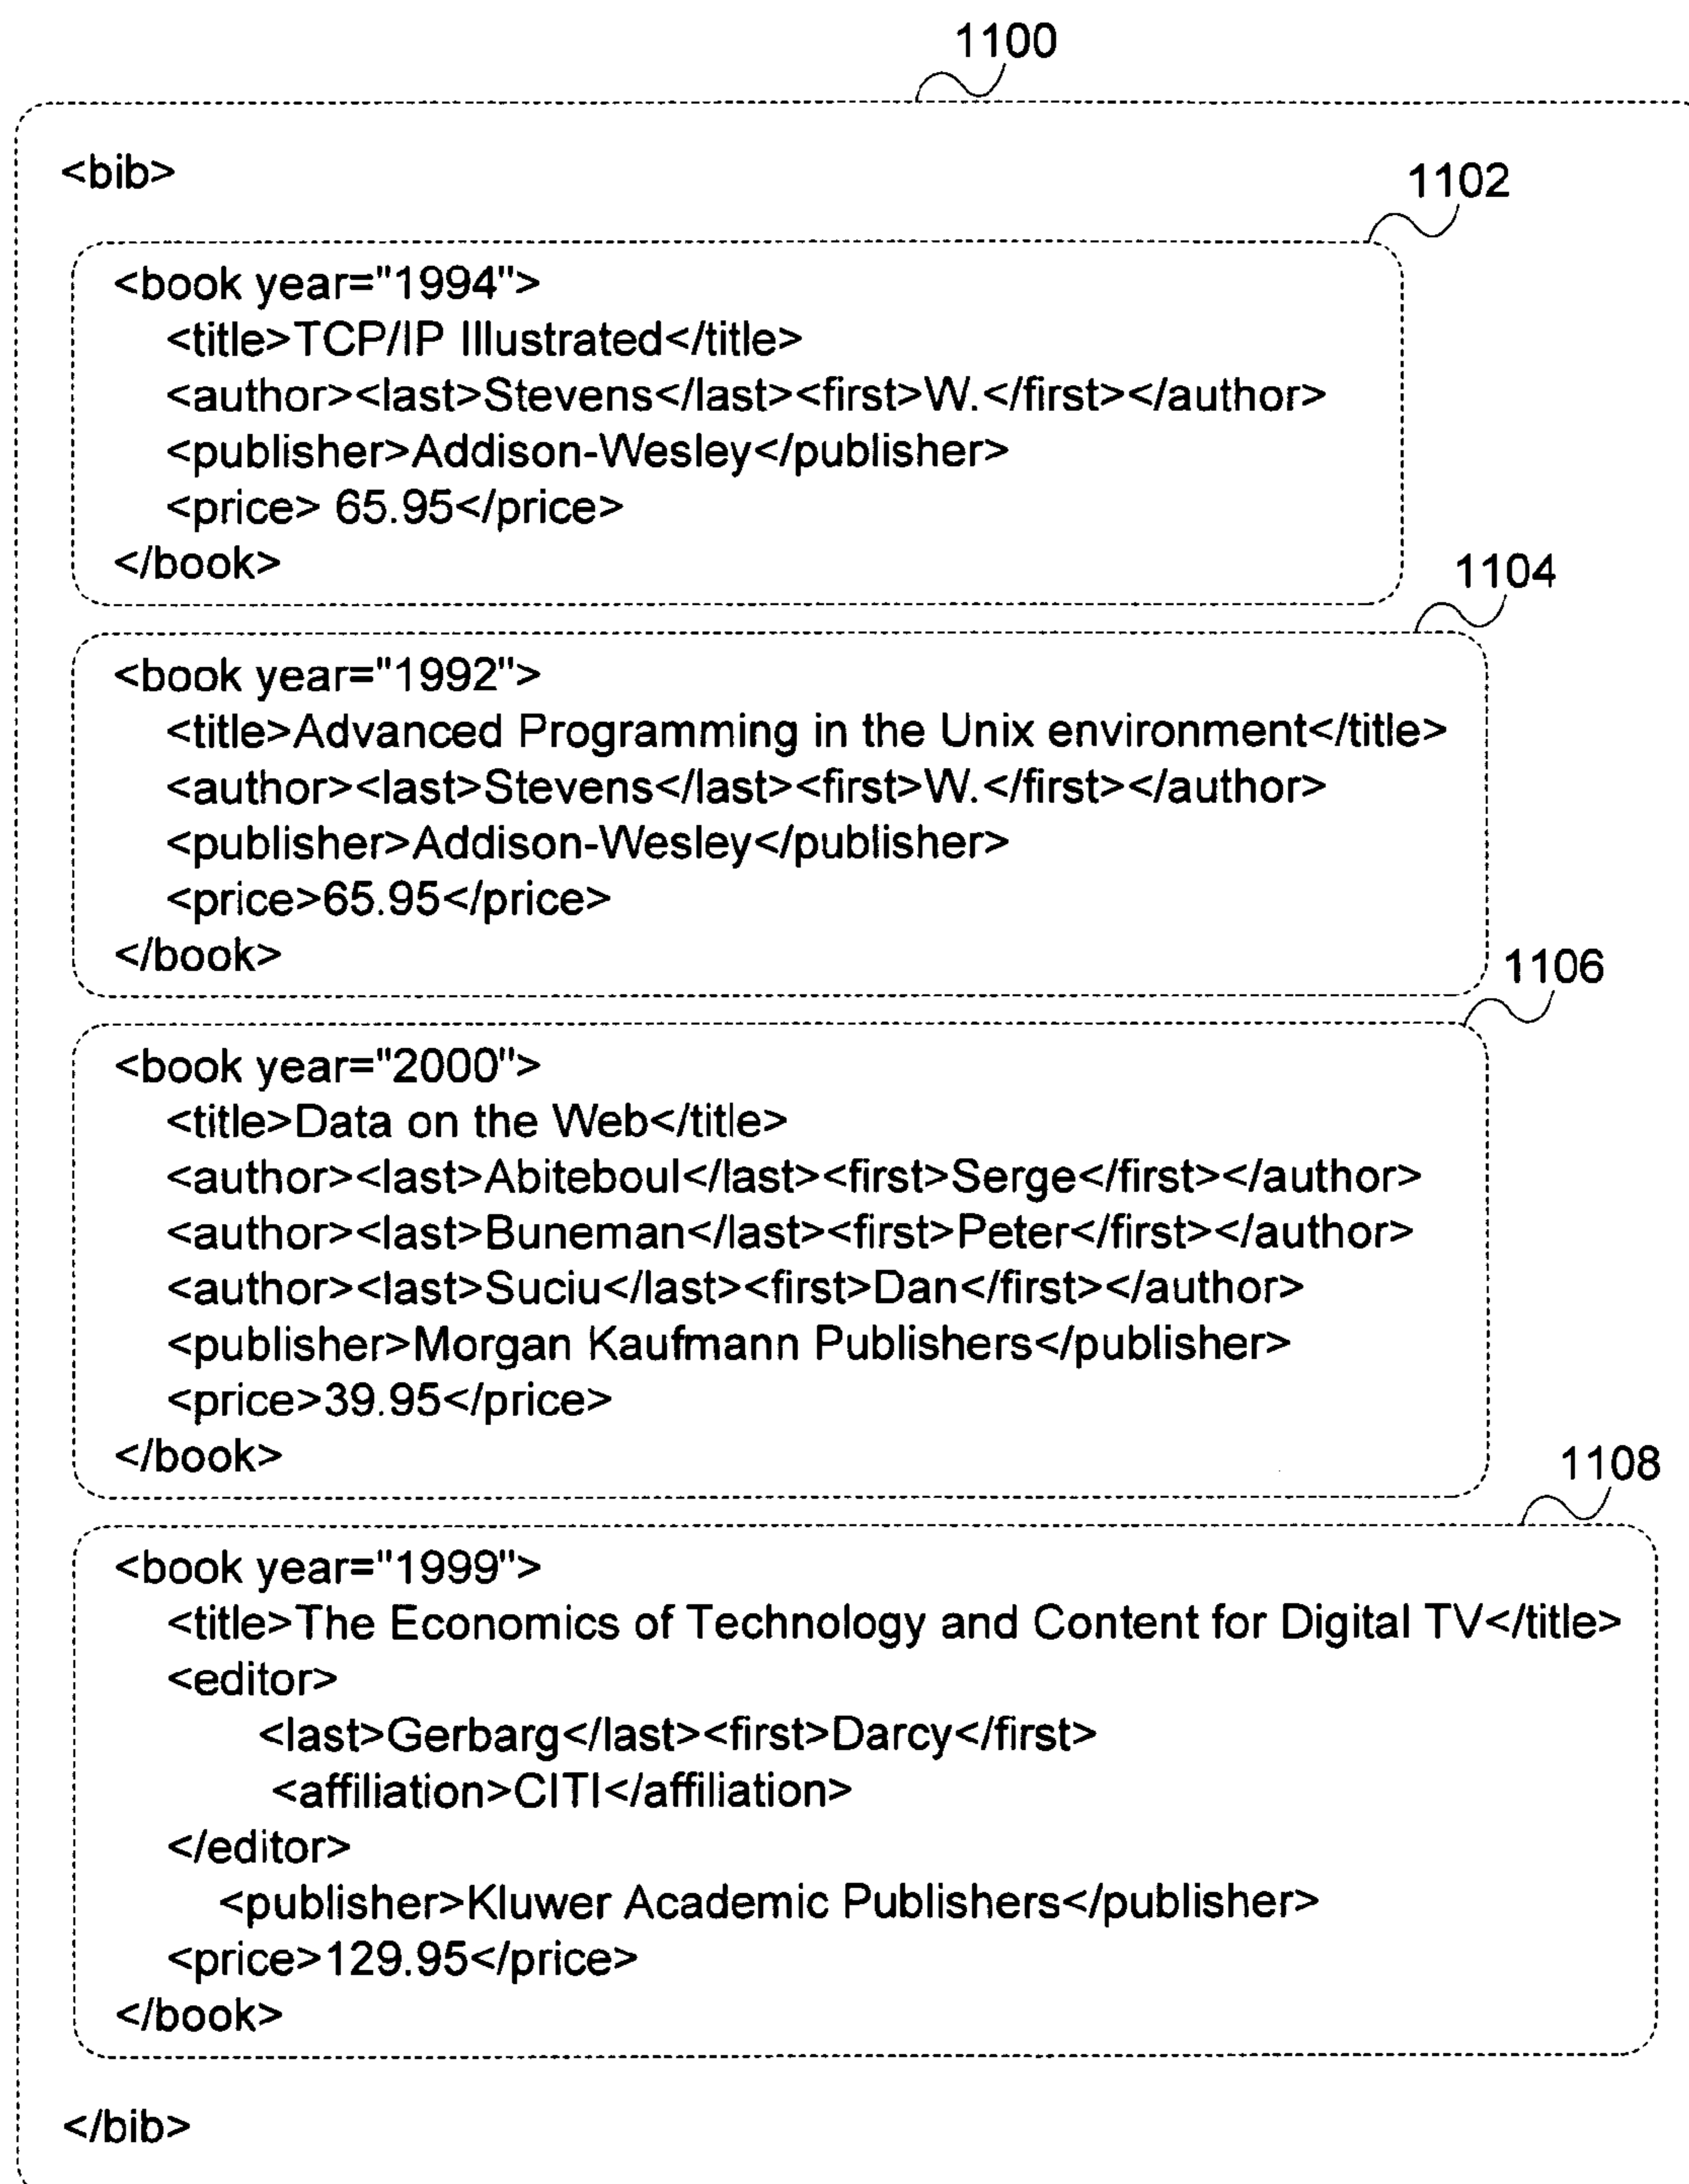 1100
<bib>
1102
<book year="1994">
<title>TCP/IP Illustrated</title>
<author><last>Stevens</last><first>W.</first></author>
<publisher>Addison-Wesley</publisher>
<price> 65.95</price>
</book>
1104
<book year="1992">
<title>Advanced Programming in the Unix environment</title>
<author><last>Stevens</last><first>W.</first></author>
<publisher>Addison-Wesley</publisher>
<price>65.95</price>
</book>
1106
<book year="2000">
<title>Data on the Web</title>
<author><last>Abiteboul</last><first>Serge</first></author>
<author><last>Buneman</last><first>Peter</first></author>
<author><last>Suciu</last><first>Dan</first></author>
<publisher>Morgan Kaufmann Publishers</publisher>
<price>39.95</price>
</book>
1108
<book year="1999">
<title>The Economics of Technology and Content for Digital TV</title>
<editor>
<last>Gerbarg</last><first>Darcy</first>
<affiliation>CITI</affiliation>
</editor>
<publisher>Kluwer Academic Publishers</publisher>
<price>129.95</price>
</book>
</bib>